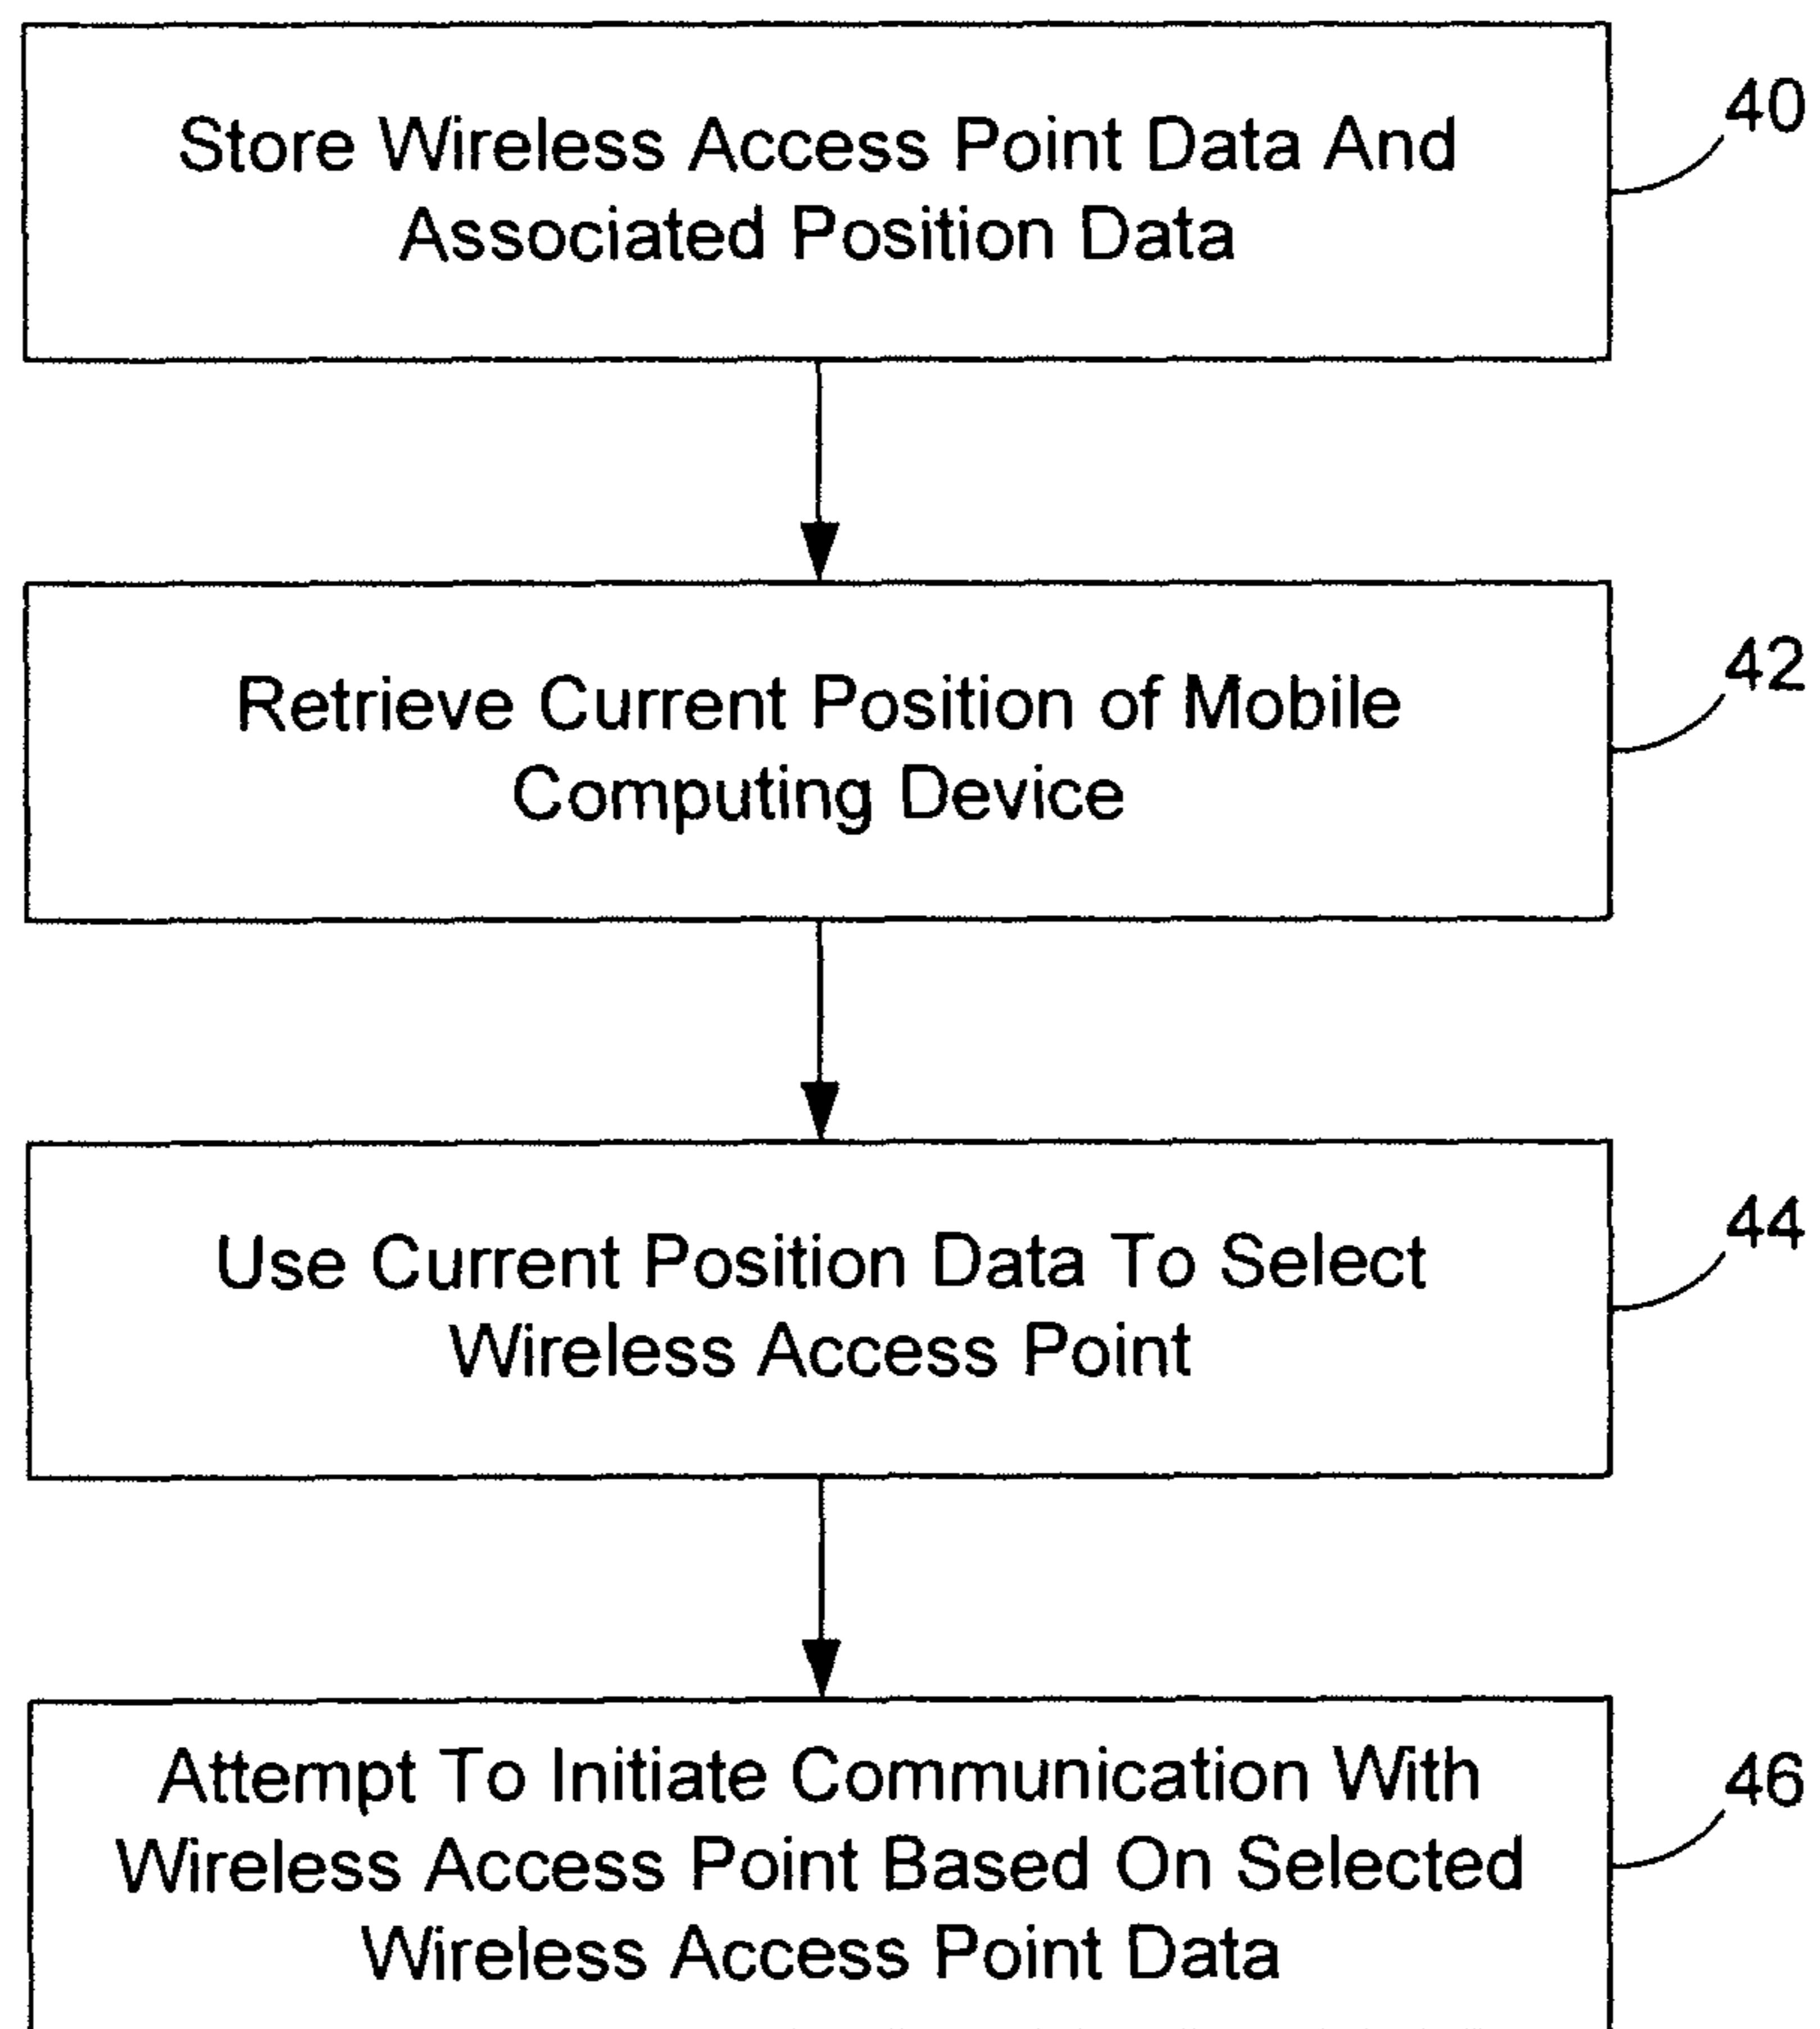 Store Wireless Access Point Data And
Associated Position Data
40
Retrieve Current Position of Mobile
Computing Device
42
Use Current Position Data To Select
Wireless Access Point
44
Attempt To Initiate Communication With
Wireless Access Point Based On Selected
Wireless Access Point Data
46